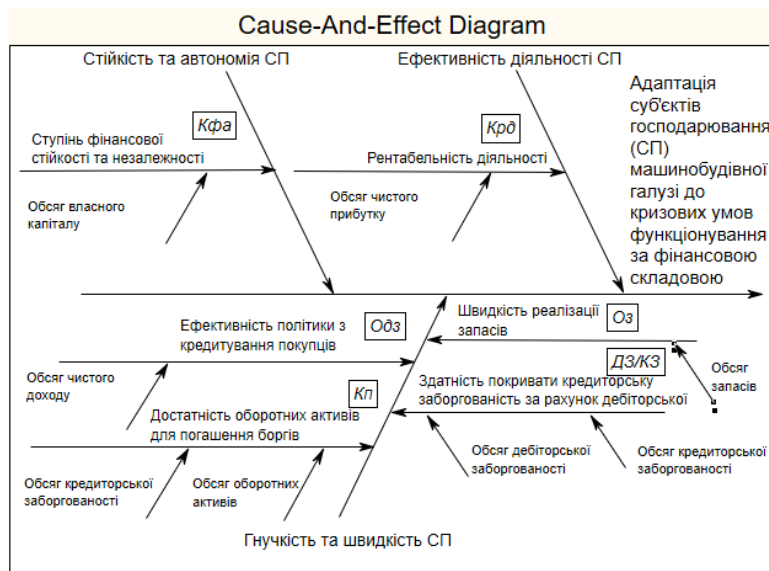 Cause-And-Effect Diagram
Стійкість та автономія СП
Ефективність діяльності СП
Адаптація
суб'єктів
господарювання
(СП)
машинобудівної
галузі до
кризових умов
функціонування
за фінансовою
складовою
Кфа
Ступінь фінансової
стійкості та незалежності
Обсяг власного
капіталу
Крд
Рентабельність діяльності
Обсяг чистого
прибутку
Ефективність політики з
кредитування покупців
Одз
Обсяг чистого
доходу
Швидкість реалізації
запасів
Оз
Обсяг
запасів
Кп
Достатність оборотних активів
для погашення боргів
Обсяг кредиторської
заборгованості
Обсяг оборотних
активів
ДЗ/КЗ
Здатність покривати кредиторську
заборгованість за рахунок дебіторської
Обсяг дебіторської
заборгованості
Обсяг кредиторської
заборгованості
Гнучкість та швидкість СП